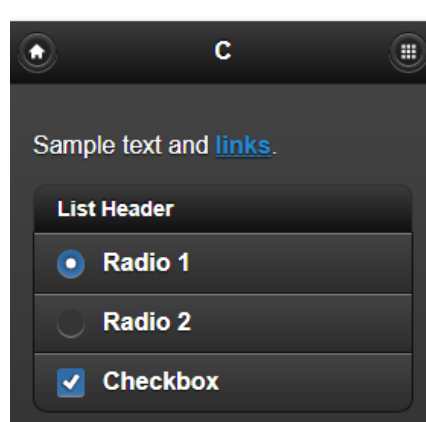 C
Sample text and links.
List Header
Radio 1
Radio 2
Checkbox